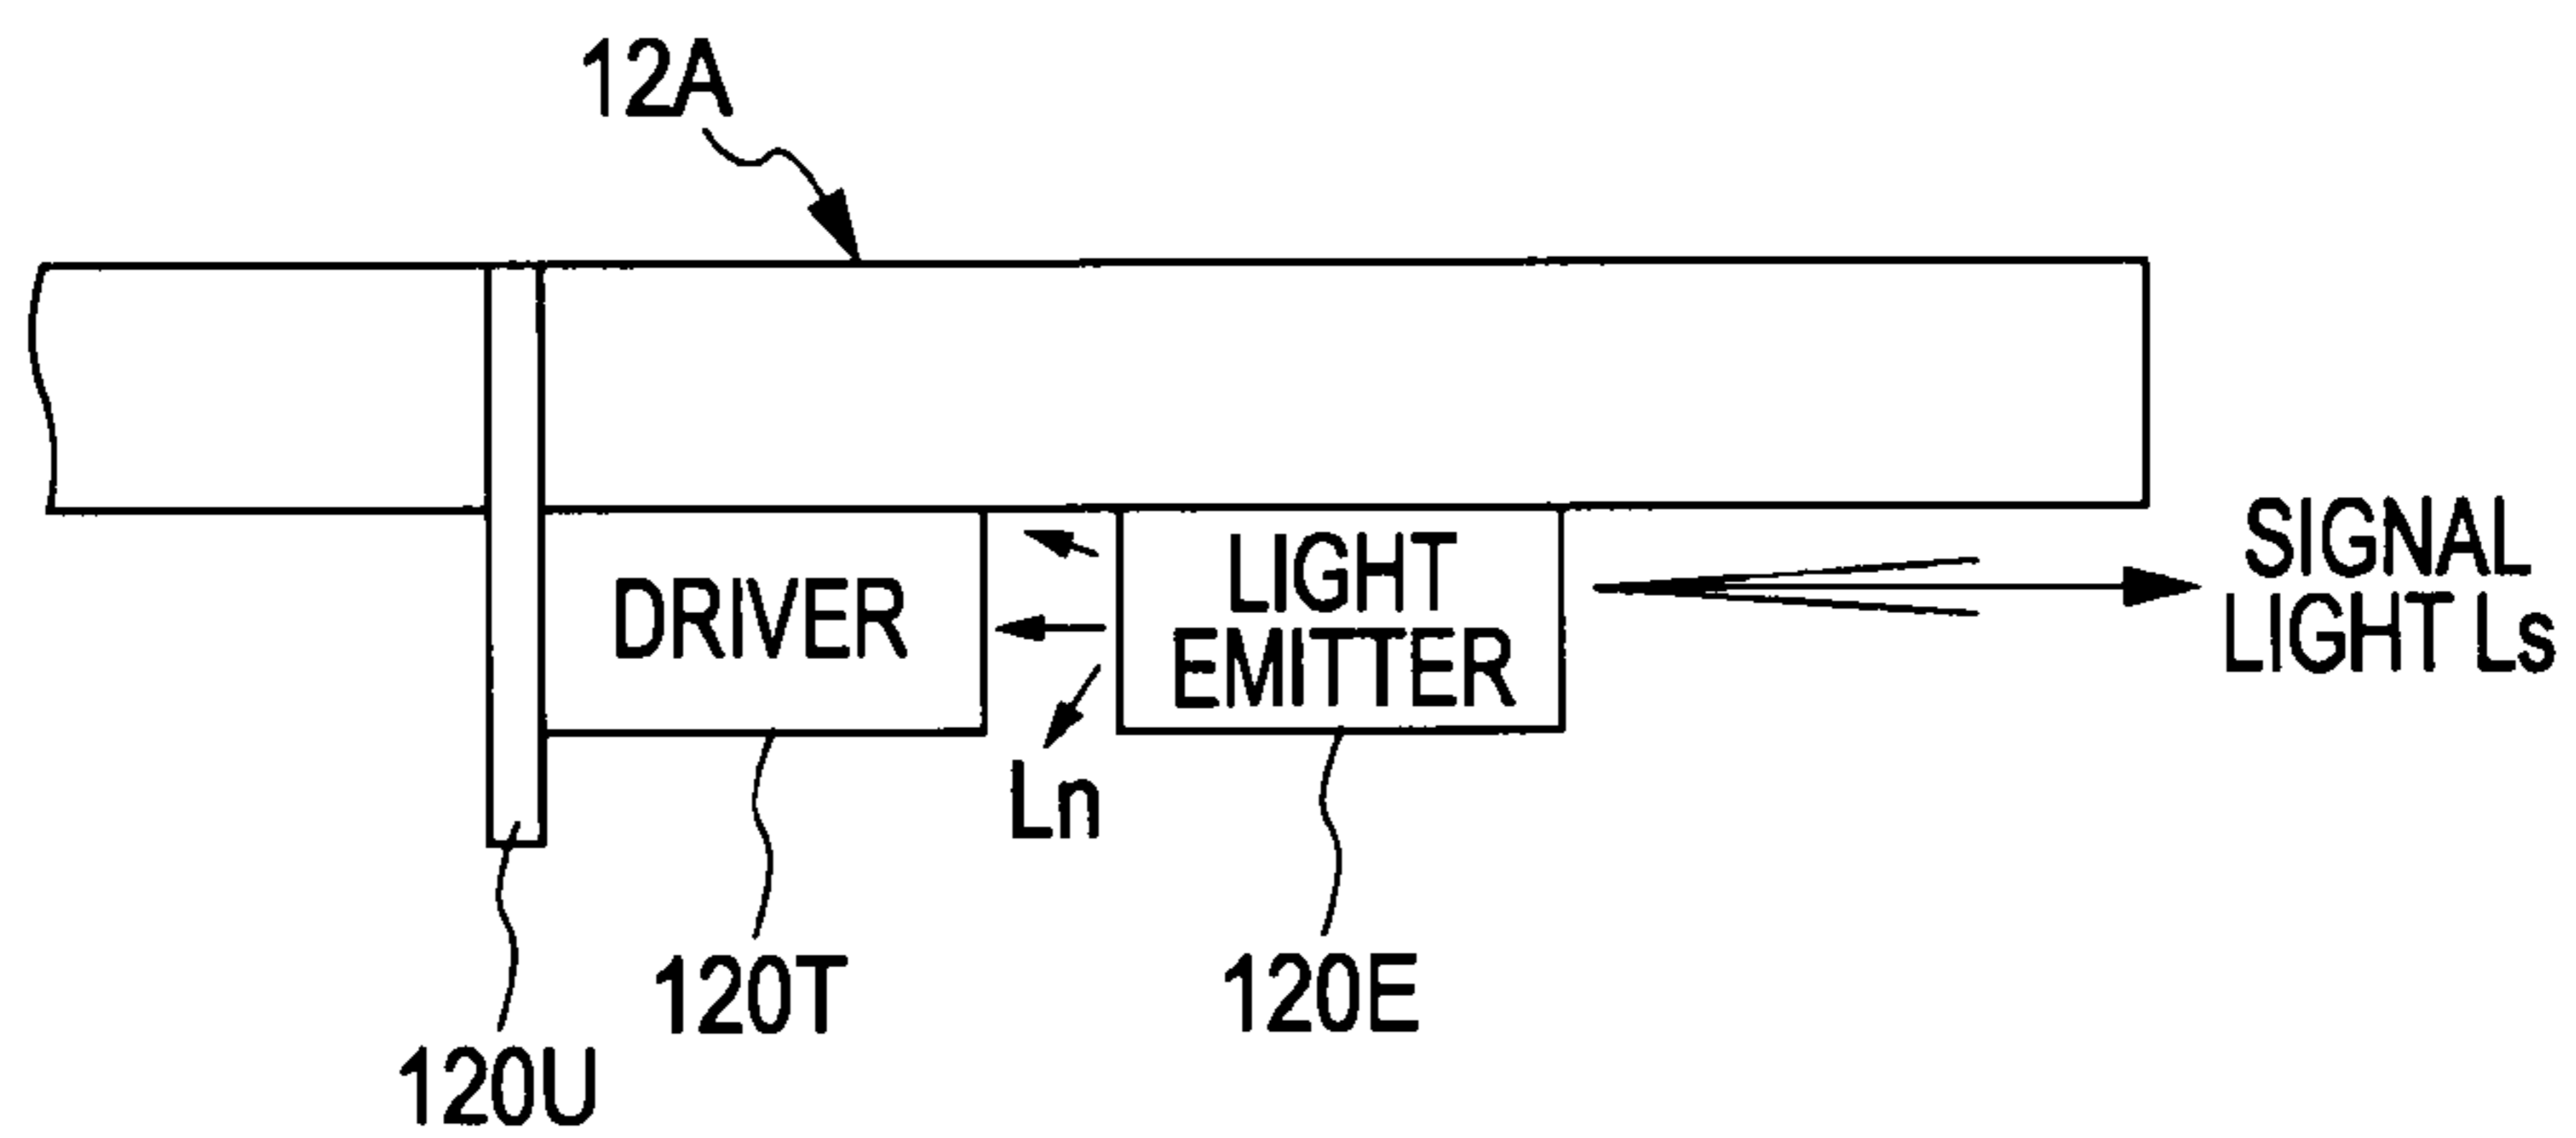 12A
DRIVER
LIGHT
EMITTER
SIGNAL
LIGHT Ls
Ln
120T
120E
120U